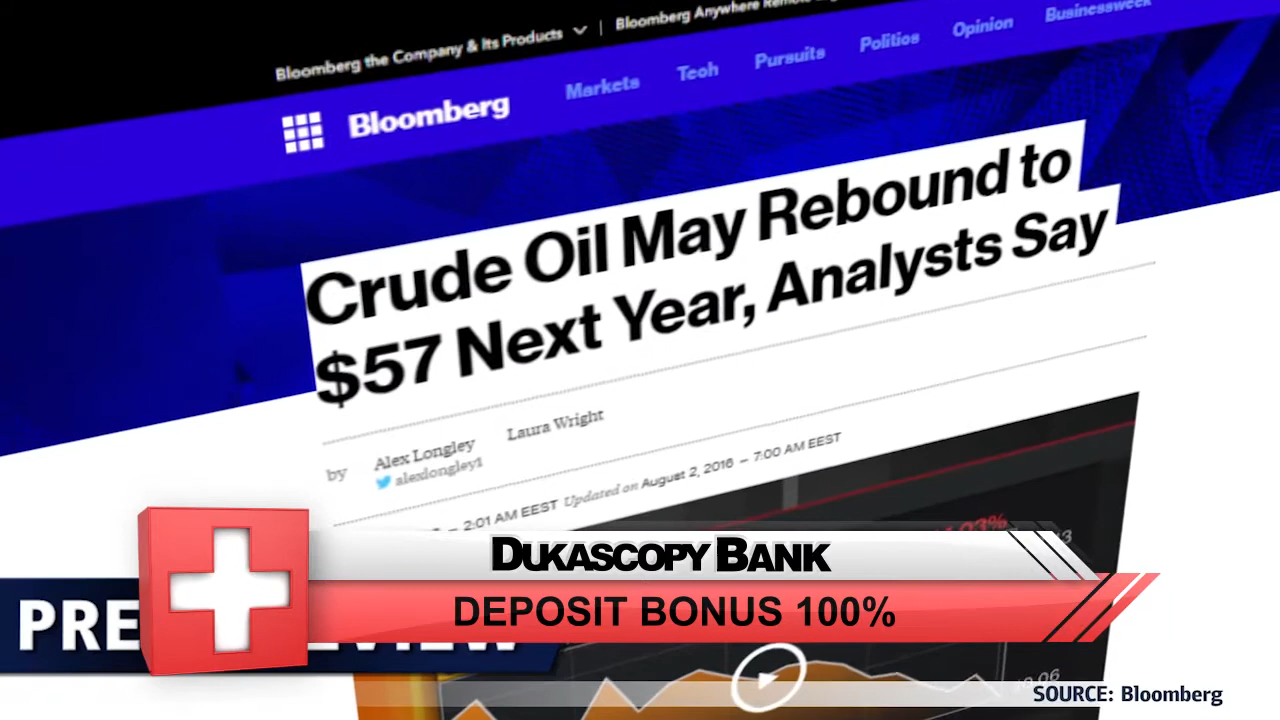 Bloomberg the Company & Its Products | Bloomberg Anywhere
Bloomberg Markets Tech Pursuits Politics Opinion Businessweek
Crude Oil May Rebound to
$57 Next Year, Analysts Say
by Alex Longley Laura Wright
alexlongley1
— 2:01 AM EEST Updated on August 2, 2016 — 7:00 AM EEST
DUKASCOPY BANK
DEPOSIT BONUS 100%
SOURCE: Bloomberg